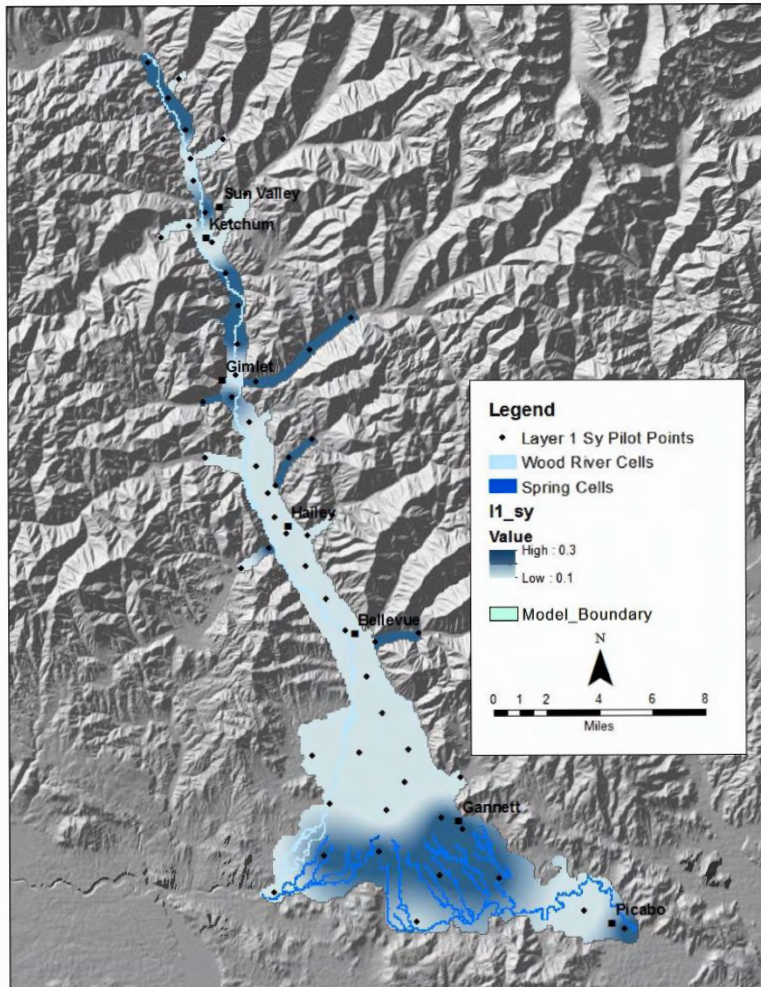 Sun Valley
Ketchum
Gimlet
Hailey
Bellevue
Gannett
Picabo
Legend
Layer 1 Sy Pilot Points
Wood River Cells
Spring Cells
l1_sy
Value
High : 0.3
Low : 0.1
Model_Boundary
N
0 1 2 4 6 8
Miles